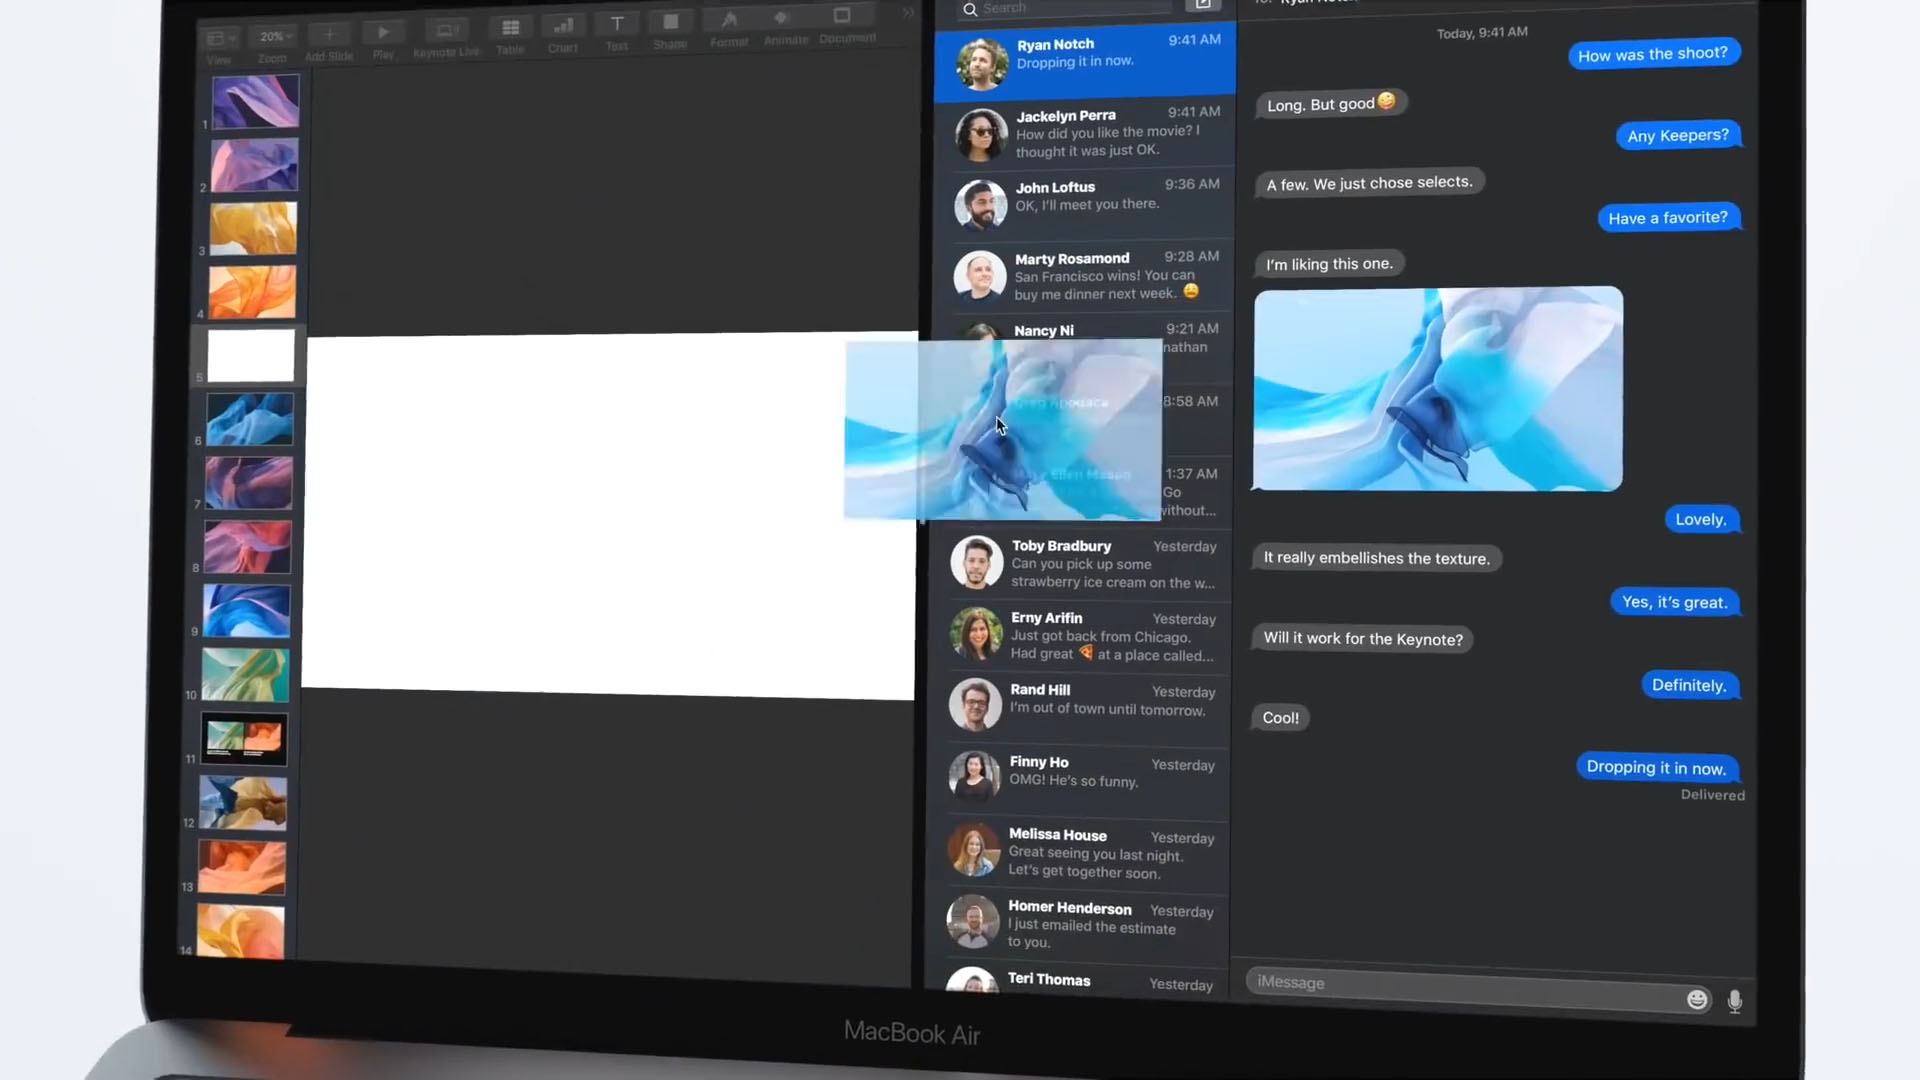 20%
View
Zoom
Add Slide
Play
Keynote Live
Table
Chart
Text
Shape
Format
Animate
Document
1
2
3
4
5
6
7
8
9
10
11
12
13
14
Search
Ryan Notch 9:41 AM
Dropping it in now.
Jackelyn Perra 9:41 AM
How did you like the movie? I
thought it was just OK.
John Loftus 9:36 AM
OK, I'll meet you there.
Marty Rosamond 9:28 AM
San Francisco wins! You can
buy me dinner next week. 😩
Nancy Ni 9:21 AM
nathan
Greg Apodaca 8:58 AM
Mary Ellen Mason 1:37 AM
Go
without...
Toby Bradbury Yesterday
Can you pick up some
strawberry ice cream on the w...
Erny Arifin Yesterday
Just got back from Chicago.
Had great 🍕 at a place called...
Rand Hill Yesterday
I'm out of town until tomorrow.
Finny Ho Yesterday
OMG! He's so funny.
Melissa House Yesterday
Great seeing you last night.
Let's get together soon.
Homer Henderson Yesterday
I just emailed the estimate
to you.
Teri Thomas Yesterday
Today, 9:41 AM
How was the shoot?
Long. But good🤪
Any Keepers?
A few. We just chose selects.
Have a favorite?
I'm liking this one.
Lovely.
It really embellishes the texture.
Yes, it's great.
Will it work for the Keynote?
Definitely.
Cool!
Dropping it in now.
Delivered
iMessage
MacBook Air